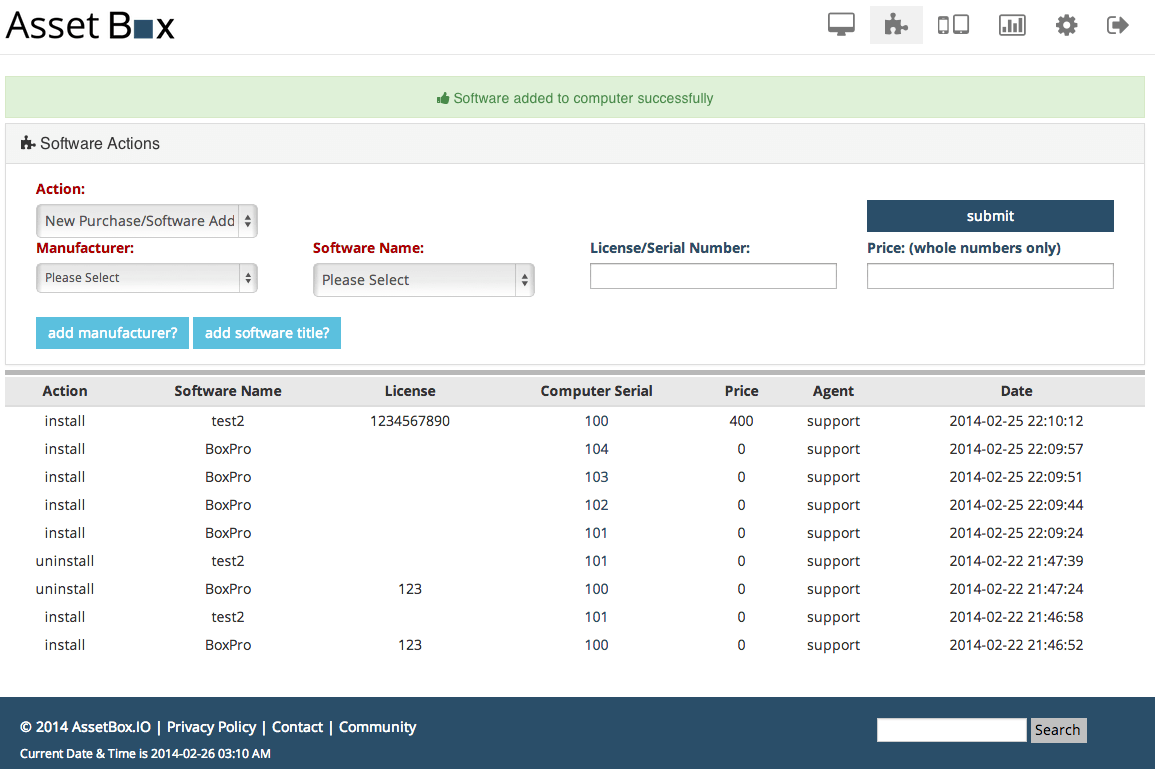 Asset Box
Software added to computer successfully
Software Actions
Action:
New Purchase/Software Add
submit
Manufacturer: Software Name: License/Serial Number: Price: (whole numbers only)
Please Select Please Select
add manufacturer? add software title?
Action Software Name License Computer Serial Price Agent Date
install test2 1234567890 100 400 support 2014-02-25 22:10:12
install BoxPro 104 0 support 2014-02-25 22:09:57
install BoxPro 103 0 support 2014-02-25 22:09:51
install BoxPro 102 0 support 2014-02-25 22:09:44
install BoxPro 101 0 support 2014-02-25 22:09:24
uninstall test2 101 0 support 2014-02-22 21:47:39
uninstall BoxPro 123 100 0 support 2014-02-22 21:47:24
install test2 101 0 support 2014-02-22 21:46:58
install BoxPro 123 100 0 support 2014-02-22 21:46:52
© 2014 AssetBox.IO | Privacy Policy | Contact | Community
Search
Current Date & Time is 2014-02-26 03:10 AM